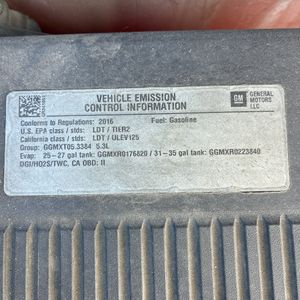 VEHICLE EMISSION
CONTROL INFORMATION
GM
GENERAL
MOTORS
LLC
Conforms to Regulations: 2016 Fuel: Gasoline
U.S. EPA class / stds: LDT / TIER2
California class / stds: LDT / ULEV125
Group: GGMXT05.3384 5.3L
Evap: 25-27 gal tank: GGMXR0176820 / 31-35 gal tank: GGMXR0223840
DGI/HO2S/TWC, CA OBD: II